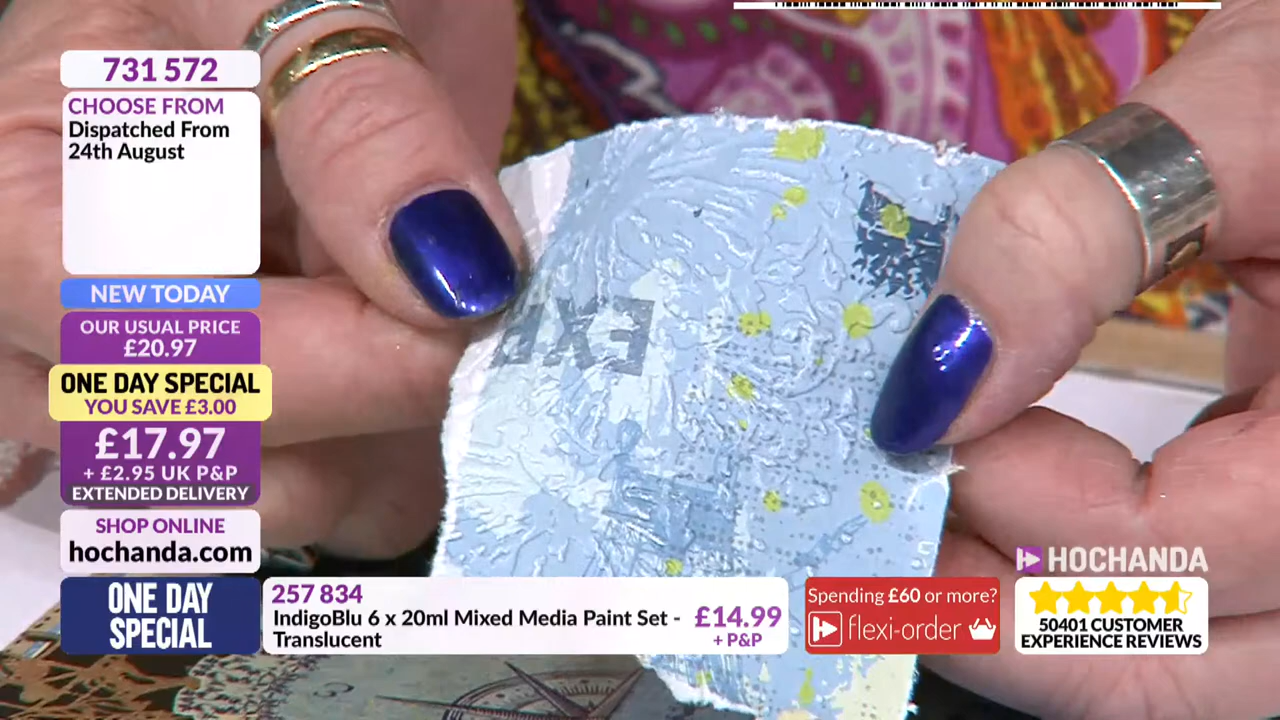 731 572
CHOOSE FROM
Dispatched From
24th August
NEW TODAY
OUR USUAL PRICE
£20.97
ONE DAY SPECIAL
YOU SAVE £3.00
£17.97
+ £2.95 UK P&P
EXTENDED DELIVERY
SHOP ONLINE
hochanda.com
ONE DAY
SPECIAL
257 834
IndigoBlu 6 x 20ml Mixed Media Paint Set -
Translucent
£14.99
+ P&P
Spending £60 or more?
flexi-order
HOCHANDA
50401 CUSTOMER
EXPERIENCE REVIEWS